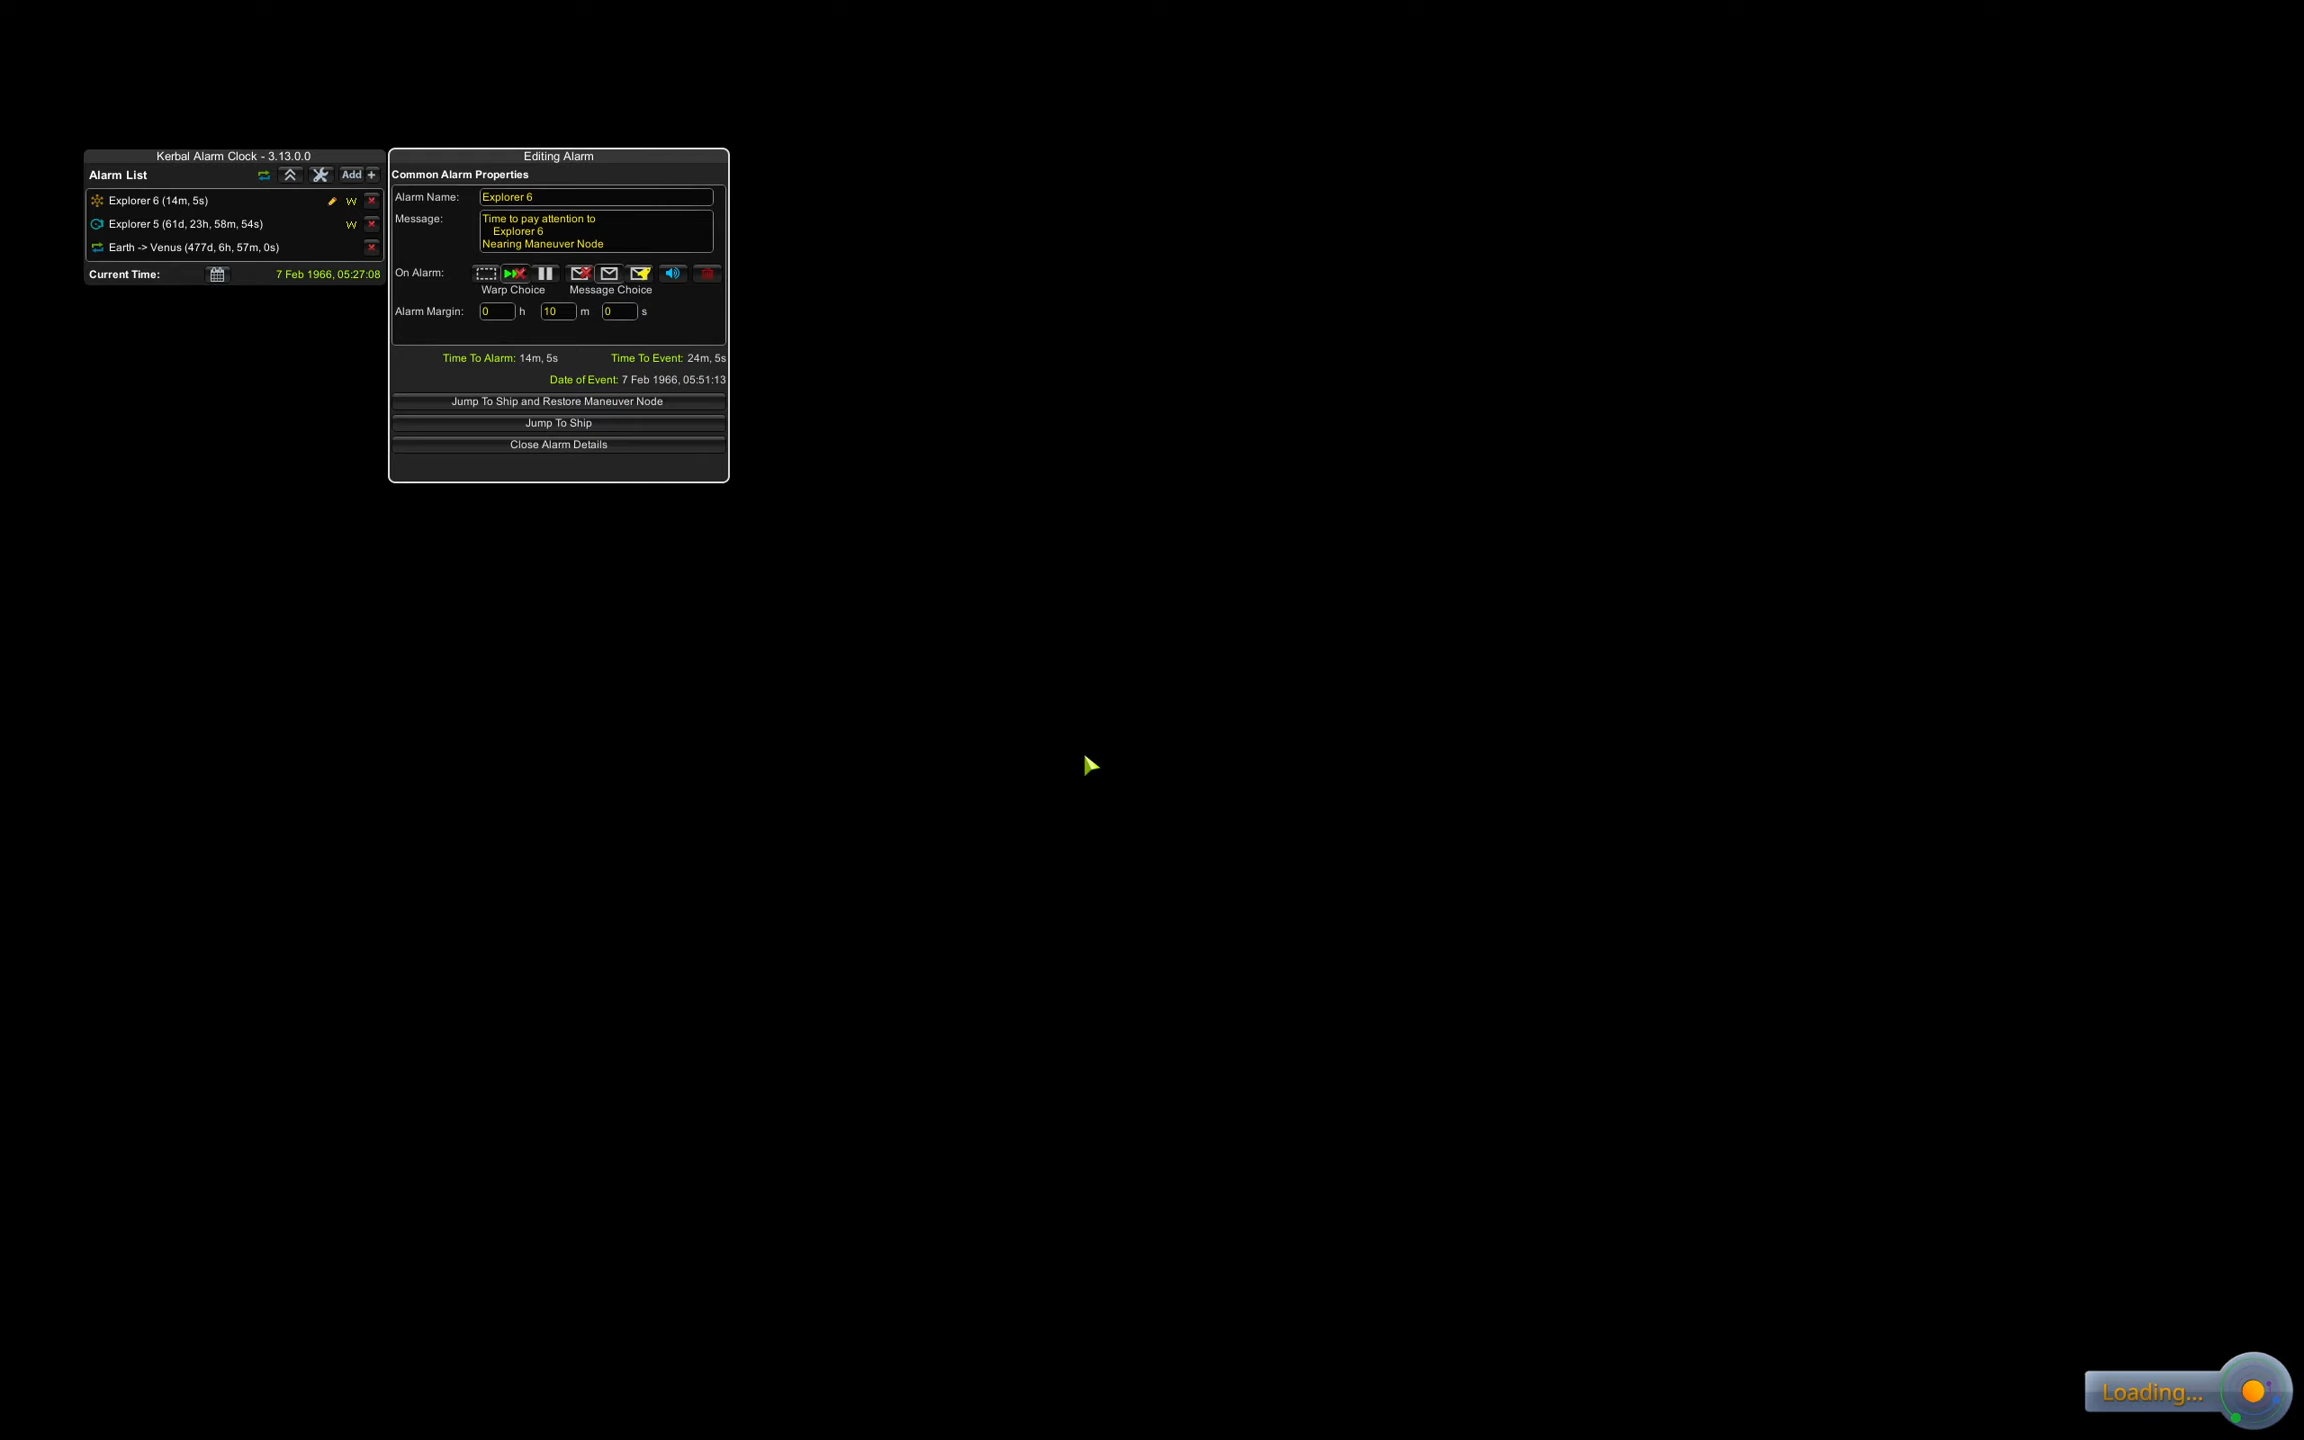 Kerbal Alarm Clock - 3.13.0.0
Alarm List
Add +
Explorer 6 (14m, 5s)
W
Explorer 5 (61d, 23h, 58m, 54s)
W
Earth -> Venus (477d, 6h, 57m, 0s)
Current Time:
7 Feb 1966, 05:27:08
Editing Alarm
Common Alarm Properties
Alarm Name:
Explorer 6
Message:
Time to pay attention to
Explorer 6
Nearing Maneuver Node
On Alarm:
Warp Choice
Message Choice
Alarm Margin:
0 h 10 m 0 s
Time To Alarm: 14m, 5s
Time To Event: 24m, 5s
Date of Event: 7 Feb 1966, 05:51:13
Jump To Ship and Restore Maneuver Node
Jump To Ship
Close Alarm Details
Loading...